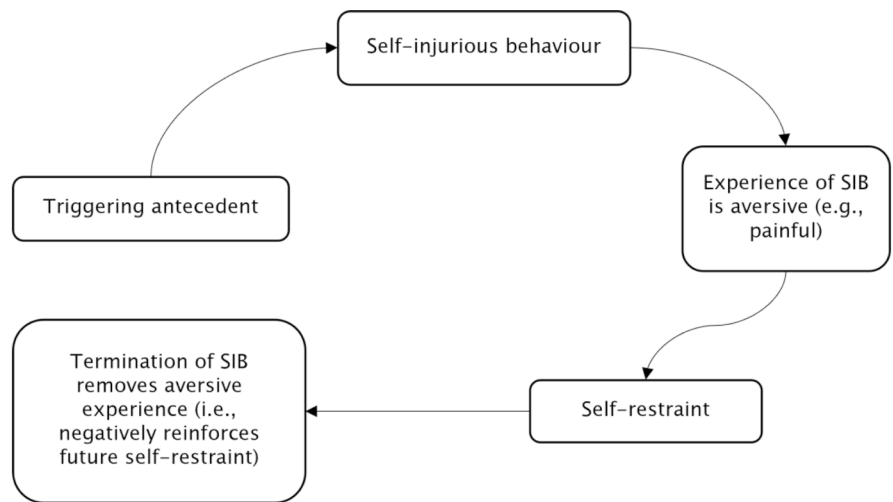 Self-injurious behaviour
Triggering antecedent
Experience of SIB
is aversive (e.g.,
painful)
Self-restraint
Termination of SIB
removes aversive
experience (i.e.,
negatively reinforces
future self-restraint)